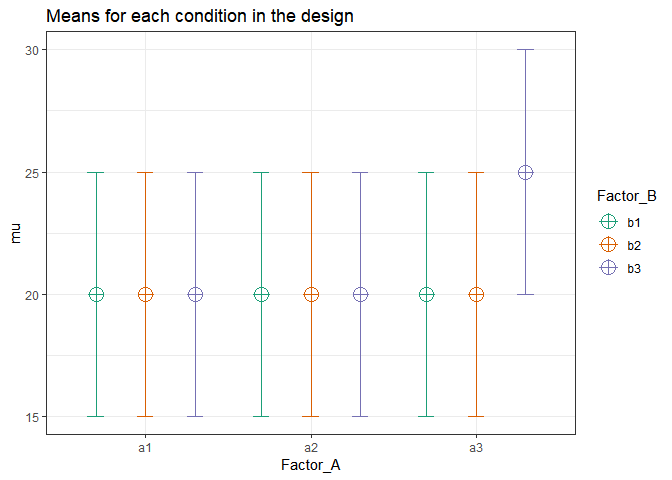 Means for each condition in the design
30
25
20
15
mu
a1 a2 a3
Factor_A
Factor_B
b1
b2
b3